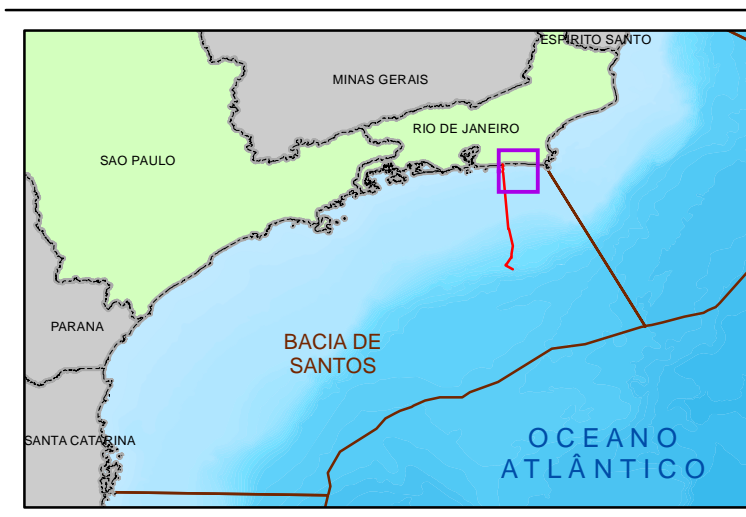 ESPIRITO SANTO
MINAS GERAIS
RIO DE JANEIRO
SAO PAULO
PARANA
BACIA DE
SANTOS
SANTA CATARINA
OCEANO
ATLÂNTICO